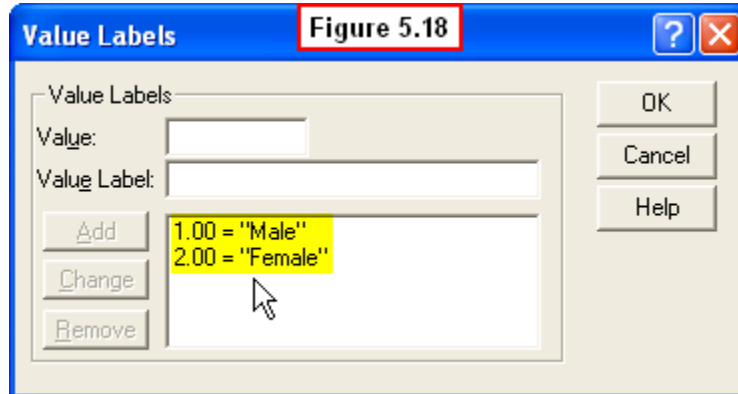 Value Labels
Figure 5.18
Value Labels
Value:
Value Label:
Add
Change
Remove
1.00 = "Male"
2.00 = "Female"
OK
Cancel
Help